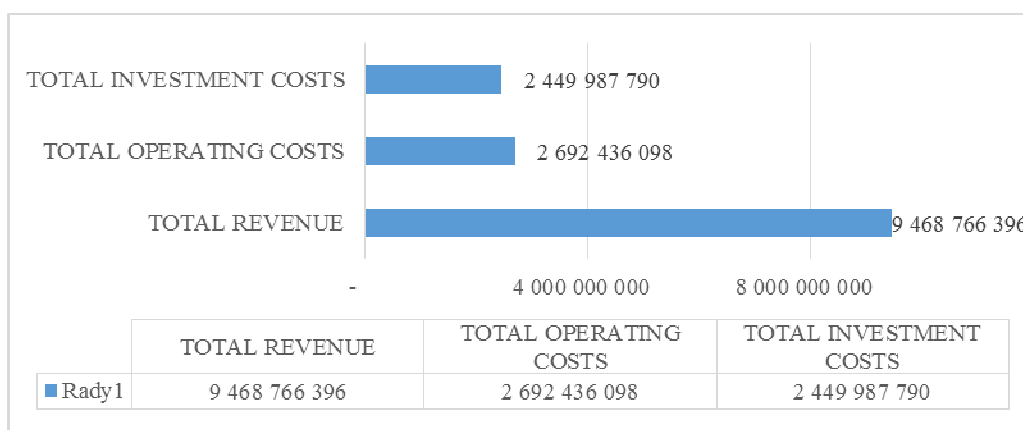 TOTAL INVESTMENT COSTS 2 449 987 790
TOTAL OPERATING COSTS 2 692 436 098
TOTAL REVENUE 9 468 766 396
- 4 000 000 000 8 000 000 000
TOTAL REVENUE
TOTAL OPERATING
COSTS
TOTAL INVESTMENT
COSTS
Rady1 9 468 766 396 2 692 436 098 2 449 987 790